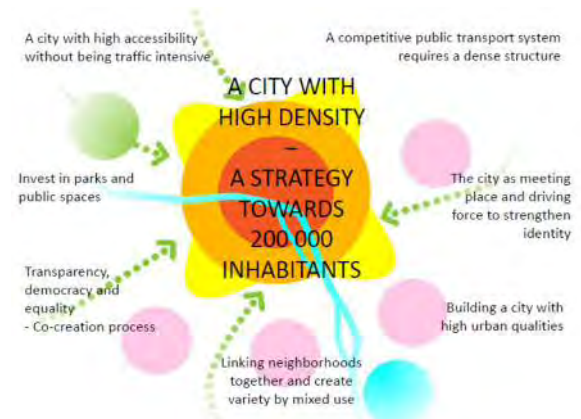 A city with high accessibility
without being traffic intensive
A competitive public transport system
requires a dense structure
A CITY WITH
HIGH DENSITY
–
A STRATEGY
TOWARDS
200 000
INHABITANTS
Invest in parks and
public spaces
The city as meeting
place and driving
force to strengthen
identity
Transparency,
democracy and
equality
- Co-creation process
Building a city with
high urban qualities
Linking neighborhoods
together and create
variety by mixed use